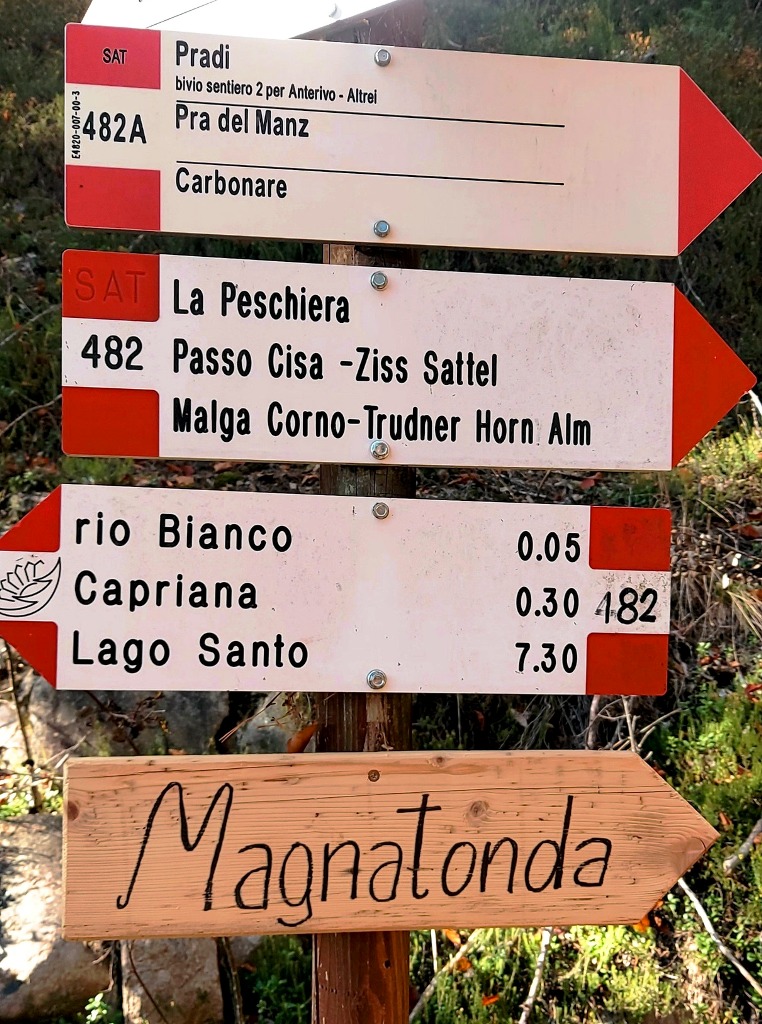 SAT
Pradi
bivio sentiero 2 per Anterivo - Altrei
E4820-007-00-3
482A
Pra del Manz
Carbonare
SAT
La Peschiera
482
Passo Cisa -Ziss Sattel
Malga Corno-Trudner Horn Alm
rio Bianco 0.05
Capriana 0.30 482
Lago Santo 7.30
Magnatonda